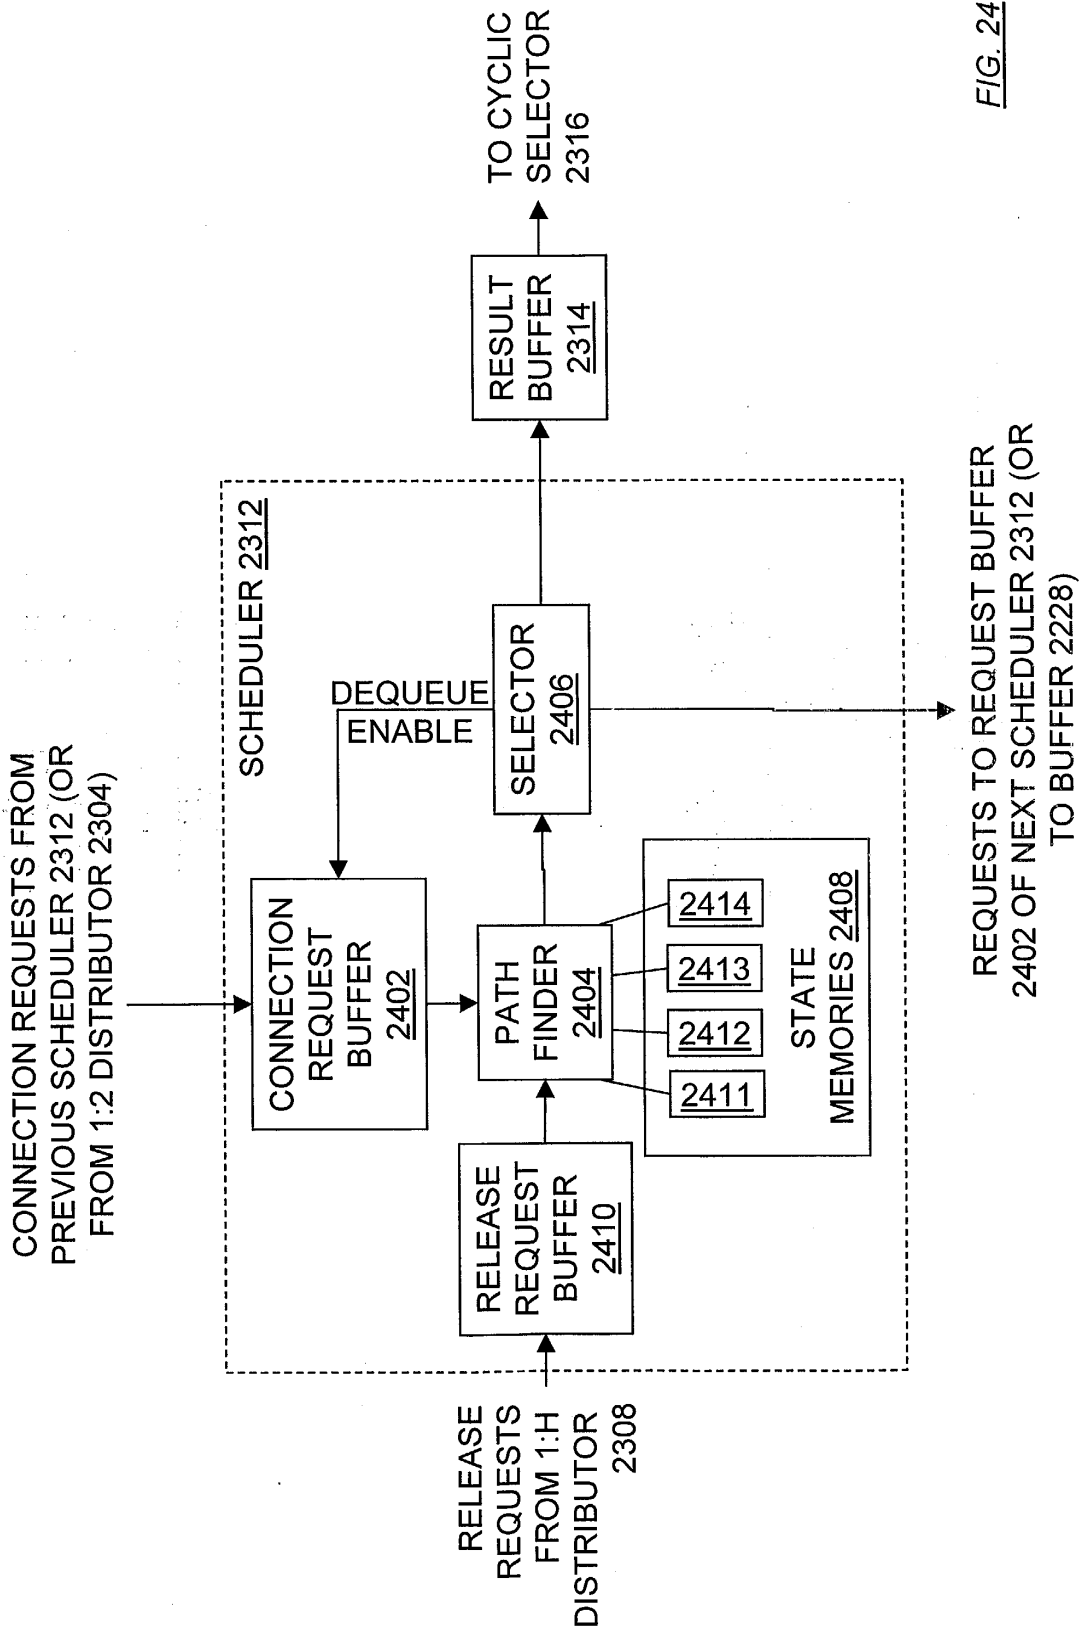 CONNECTION REQUESTS FROM
PREVIOUS SCHEDULER 2312 (OR
FROM 1:2 DISTRIBUTOR 2304)
SCHEDULER 2312
CONNECTION
REQUEST
BUFFER
2402
DEQUEUE
ENABLE
RELEASE
REQUESTS
FROM 1:H
DISTRIBUTOR
2308
RELEASE
REQUEST
BUFFER
2410
PATH
FINDER
2404
SELECTOR
2406
RESULT
BUFFER
2314
TO CYCLIC
SELECTOR
2316
2411
2412
2413
2414
STATE
MEMORIES 2408
REQUESTS TO REQUEST BUFFER
2402 OF NEXT SCHEDULER 2312 (OR
TO BUFFER 2228)
FIG. 24